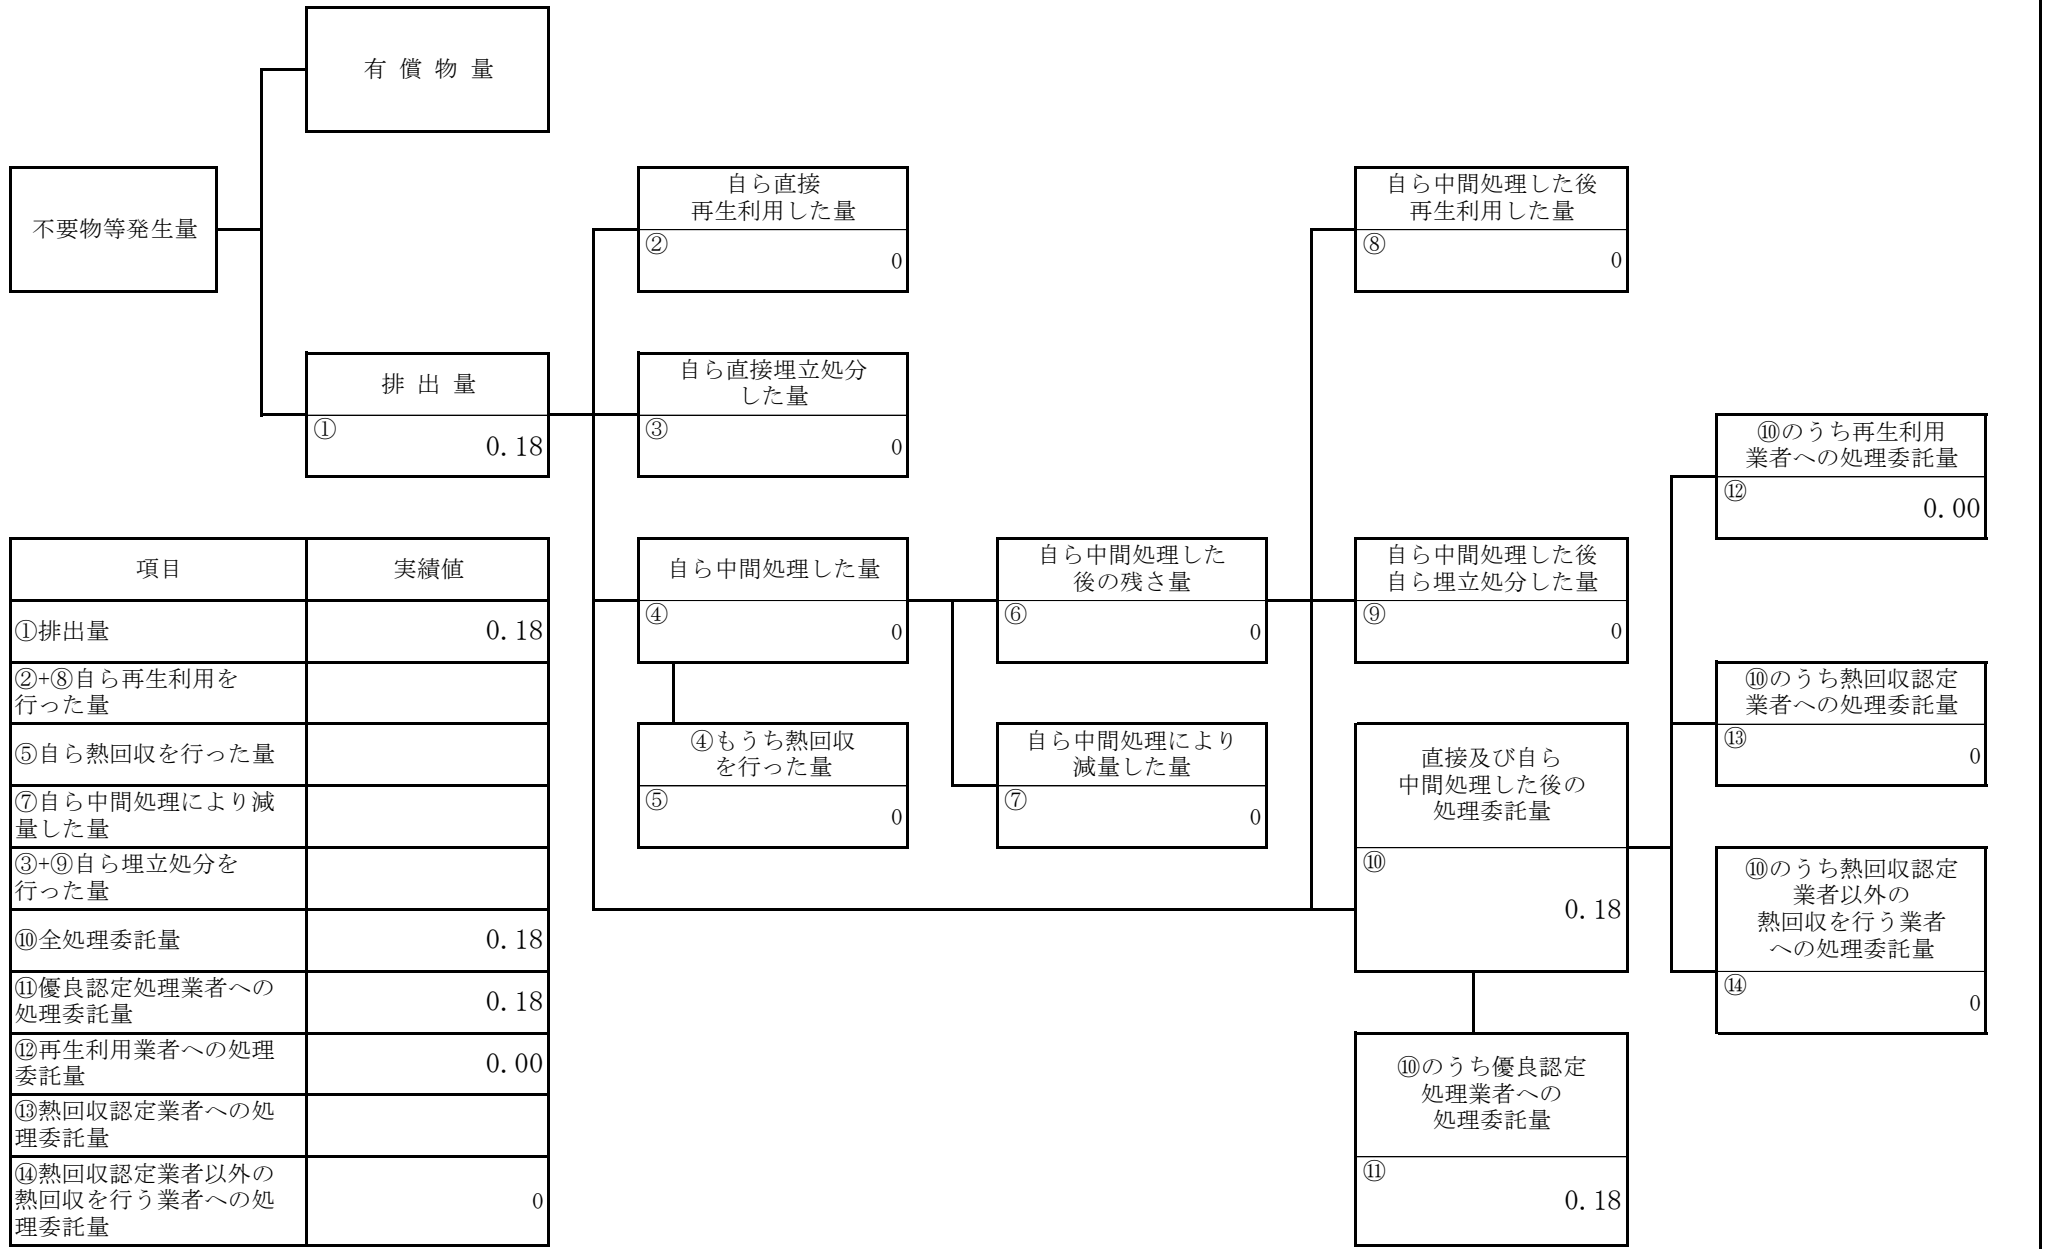 有 償 物 量
不要物等発生量
排 出 量
①
0.18
自ら直接
再生利用した量
②
0
自ら直接埋立処分
した量
③
0
自ら中間処理した量
④
0
④もうち熱回収
を行った量
⑤
0
自ら中間処理した
後の残さ量
⑥
0
自ら中間処理により
減量した量
⑦
0
自ら中間処理した後
再生利用した量
⑧
0
自ら中間処理した後
自ら埋立処分した量
⑨
0
直接及び自ら
中間処理した後の
処理委託量
⑩
0.18
⑩のうち優良認定
処理業者への
処理委託量
⑪
0.18
⑩のうち再生利用
業者への処理委託量
⑫
0.00
⑩のうち熱回収認定
業者への処理委託量
⑬
0
⑩のうち熱回収認定
業者以外の
熱回収を行う業者
への処理委託量
⑭
0
項目 実績値
①排出量 0.18
②+⑧自ら再生利用を
行った量
⑤自ら熱回収を行った量
⑦自ら中間処理により減
量した量
③+⑨自ら埋立処分を
行った量
⑩全処理委託量 0.18
⑪優良認定処理業者への
処理委託量 0.18
⑫再生利用業者への処理
委託量 0.00
⑬熱回収認定業者への処
理委託量
⑭熱回収認定業者以外の
熱回収を行う業者への処
理委託量 0